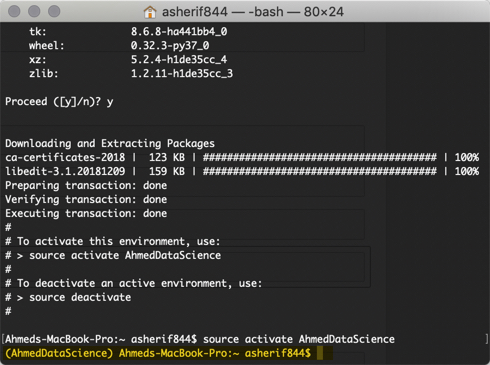 asherif844 — -bash — 80×24
tk: 8.6.8-ha441bb4_0
wheel: 0.32.3-py37_0
xz: 5.2.4-h1de35cc_4
zlib: 1.2.11-h1de35cc_3
Proceed ([y]/n)? y
Downloading and Extracting Packages
ca-certificates-2018 | 123 KB | ####################################### | 100%
libedit-3.1.20181209 | 159 KB | ####################################### | 100%
Preparing transaction: done
Verifying transaction: done
Executing transaction: done
#
# To activate this environment, use:
# > source activate AhmedDataScience
#
# To deactivate an active environment, use:
# > source deactivate
#
[Ahmeds-MacBook-Pro:~ asherif844$ source activate AhmedDataScience ]
(AhmedDataScience) Ahmeds-MacBook-Pro:~ asherif844$